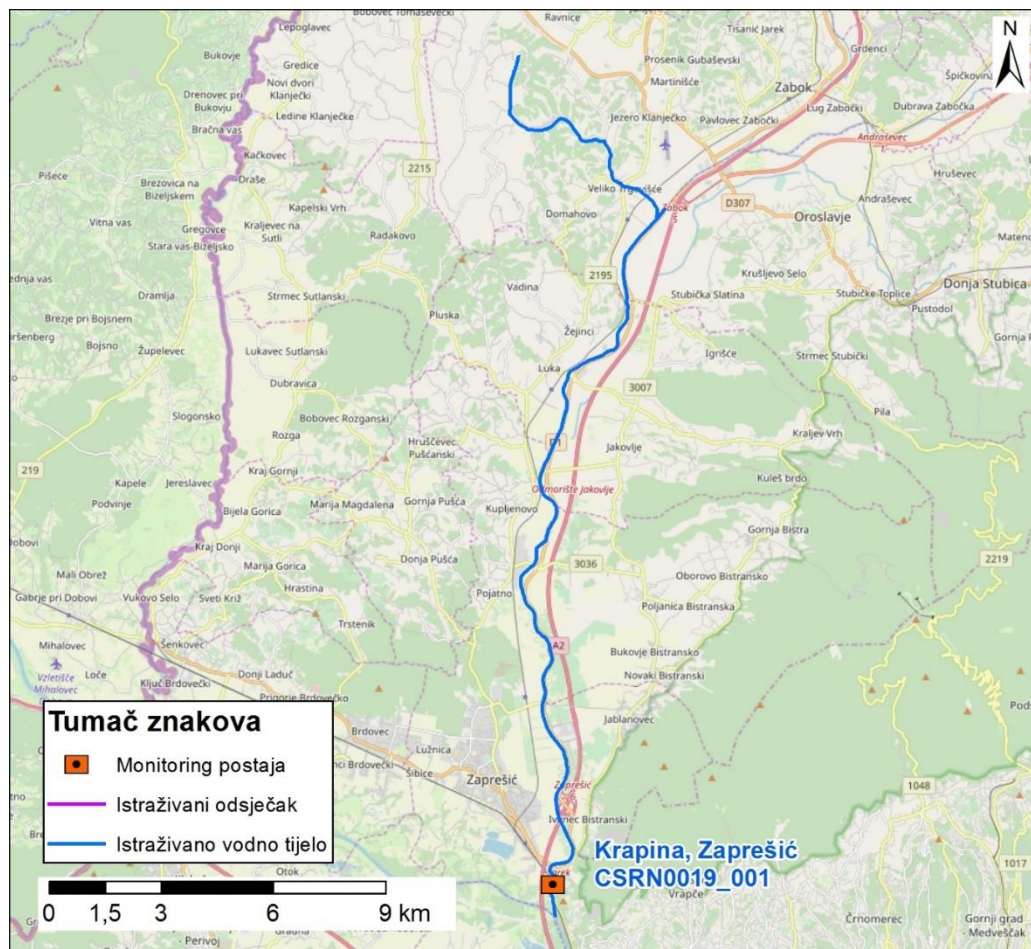 Lepoglavec
Bobovec Tomaševečki
Ravnice
Tisanić Jarek
N
Bukovje
Gredice
Prosenik Gubaševski
Grdenci
Novi dvori
Klanječki
Martinišće
Zabok
Špičkovina
Drenovec pri
Bukovju
Ledine Klanječke
Jezero Klanječko
Pavlovec Zabočki
Lug Zabočki
Dubrava Zabočka
Bračna vas
Andraševec
Kačkovec
2215
Pišece
Brezovica na
Bizeljskem
Draše
Veliko Trgovišće
Hruševec
Kapelski Vrh
Zabok
D307
Andraševec
Vitna vas
Gregovce
Kraljevec na
Sutli
Domahovo
Oroslavje
Radakovo
Stara vas-Bizeljsko
Krušljevo Selo
2195
Dramlja
Strmec Sutlanski
Vadina
Stubička Slatina
Stubičke Toplice
Donja Stubica
Brezje pri Bojsnem
Pluska
Pustodol
Bojsno
Župelevec
Lukavec Sutlanski
Žejinci
Igrišće
Strmec Stubički
Dubravica
Luka
3007
Slogonsko
Bobovec Rozganski
Pila
Rozga
Hruščevec
Pušćanski
D1
Jakovlje
Kraljev Vrh
219
Kraj Gornji
Kapele
Jereslavec
Odmorište Jakovlje
Kuleš brdo
Podvinje
Marija Magdalena
Gornja Pušća
Kupljenovo
Bijela Gorica
Gornja Bistra
Kraj Donji
Donja Pušća
2219
Marija Gorica
3036
Mali Obrež
Oborovo Bistransko
Gabrje pri Dobovi
Vukovo Selo
Sveti Križ
Hrastina
Pojatno
Poljanica Bistranska
Trstenik
Mihalovec
Šenkovec
A2
Bukovje Bistransko
Loče
Donji Laduč
Vzletišče
Mihalovec
Ključ Brdovečki
Prigorje Brdovečko
Novaki Bistranski
Jablanovec
Tumač znakova
Brdovec
Lužnica
Monitoring postaja
Šibice
Zaprešić
Zaprešić
1048
Istraživani odsječak
Ivanec Bistranski
Istraživano vodno tijelo
Krapina, Zaprešić
CSRN0019_001
1017
Otok
Vrapče
0 1,5 3 6 9 km
Črnomerec
Gornji grad
- Medveščak
Perivoj